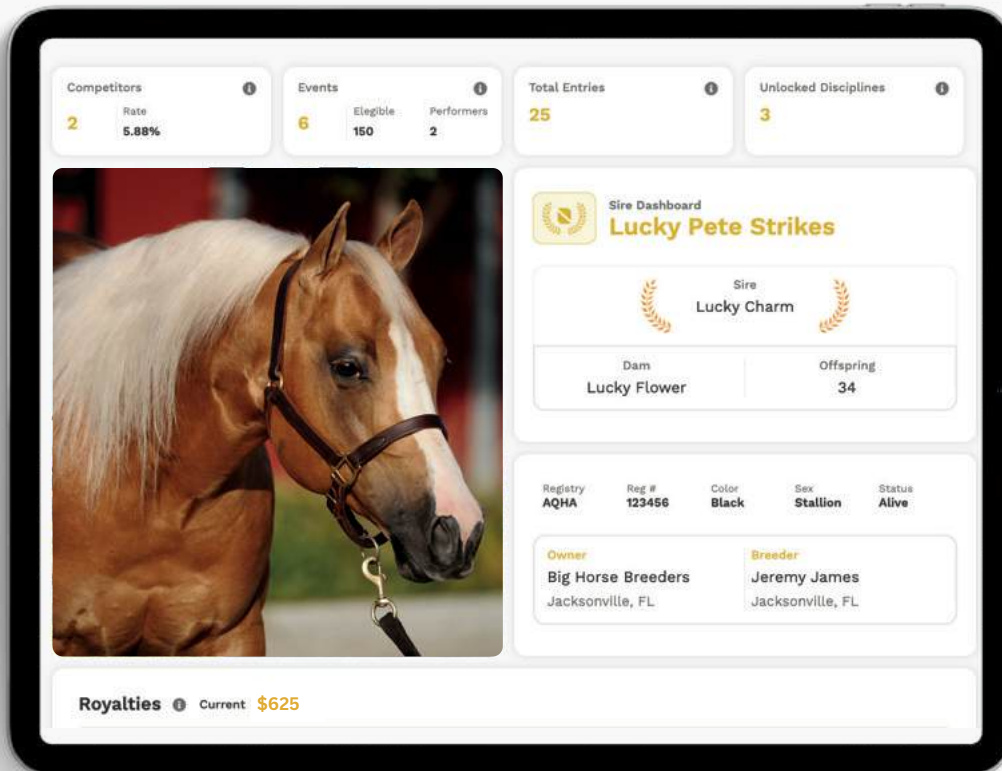 Competitors
2
Rate
5.88%
Events
6
Elegible
150
Performers
2
Total Entries
25
Unlocked Disciplines
3
Sire Dashboard
Lucky Pete Strikes
Sire
Lucky Charm
Dam
Lucky Flower
Offspring
34
Registry
AQHA
Reg #
123456
Color
Black
Sex
Stallion
Status
Alive
Owner
Big Horse Breeders
Jacksonville, FL
Breeder
Jeremy James
Jacksonville, FL
Royalties Current $625